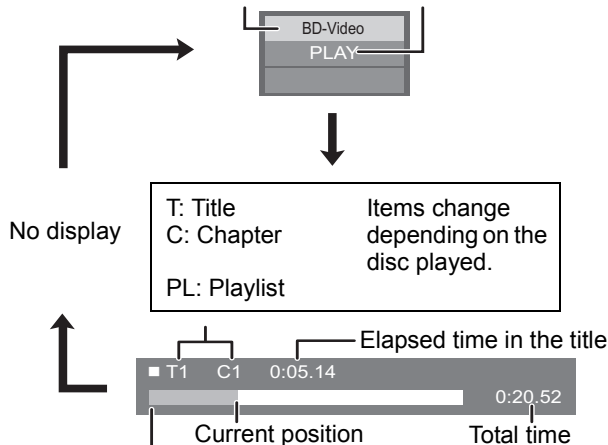 BD-Video
PLAY
T: Title
C: Chapter
PL: Playlist
Items change
depending on the
disc played.
No display
Elapsed time in the title
T1 C1 0:05.14
0:20.52
Current position
Total time